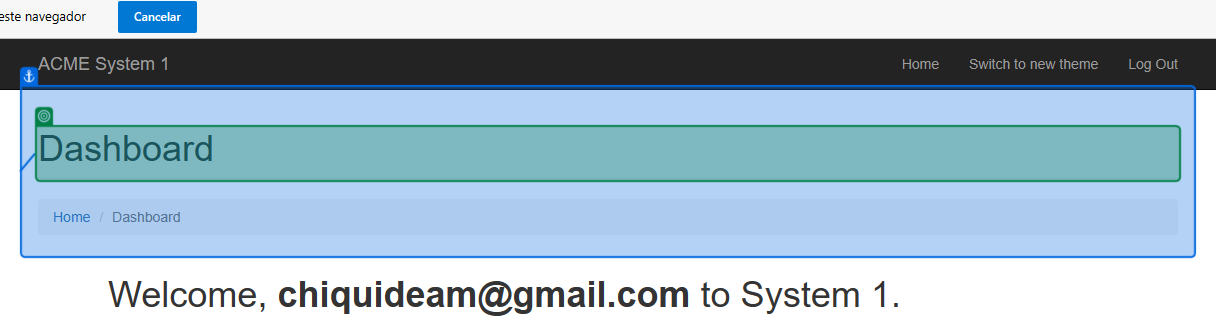 este navegador Cancelar
ACME System 1 Home Switch to new theme Log Out
Dashboard
Home / Dashboard
Welcome, chiquideam@gmail.com to System 1.